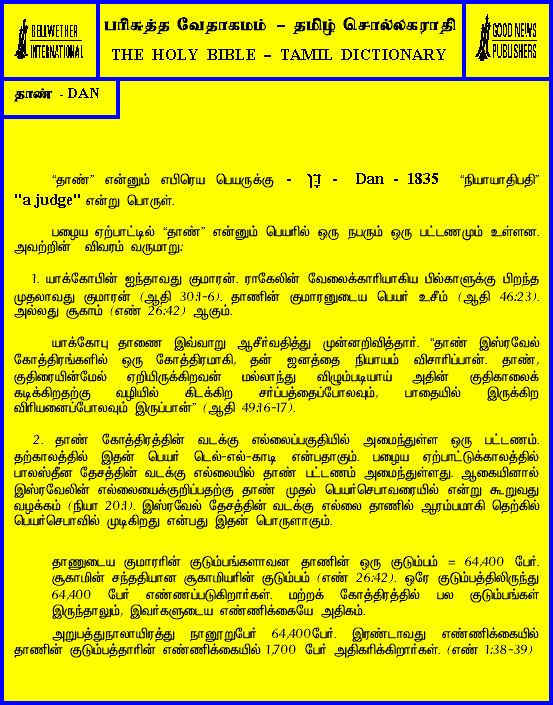 BELLWETHER
INTERNATIONAL
பரிசுத்த வேதாகமம் – தமிழ் சொல்லகராதி
THE HOLY BIBLE – TAMIL DICTIONARY
GOOD NEWS
PUBLISHERS
தாண் - DAN
“தாண்” என்னும் எபிரெய பெயருக்கு - דָּן - Dan - 1835 “நியாயாதிபதி”
"a judge" என்று பொருள்.
பழைய ஏற்பாட்டில் “தாண்” என்னும் பெயரில் ஒரு நபரும் ஒரு பட்டணமும் உள்ளன.
அவற்றின் விவரம் வருமாறு:
1. யாக்கோபின் ஐந்தாவது குமாரன். ராகேலின் வேலைக்காரியாகிய பில்காளுக்கு பிறந்த
முதலாவது குமாரன் (ஆதி 30:1-6). தாணின் குமாரனுடைய பெயர் உசீம் (ஆதி 46:23).
அல்லது சூகாம் (எண் 26:42) ஆகும்.
யாக்கோபு தாணை இவ்வாறு ஆசீர்வதித்து முன்னறிவித்தார். “தாண் இஸ்ரவேல்
கோத்திரங்களில் ஒரு கோத்திரமாகி, தன் ஜனத்தை நியாயம் விசாரிப்பான். தாண்,
குதிரையின்மேல் ஏறியிருக்கிறவன் மல்லாந்து விழும்படியாய் அதின் குதிகாலைக்
கடிக்கிறதற்கு வழியில் கிடக்கிற சர்ப்பத்தைப்போலவும், பாதையில் இருக்கிற
விரியனைப்போலவும் இருப்பான்” (ஆதி 49:16-17).
2. தாண் கோத்திரத்தின் வடக்கு எல்லைப்பகுதியில் அமைந்துள்ள ஒரு பட்டணம்.
தற்காலத்தில் இதன் பெயர் டெல்-எல்-காடி என்பதாகும். பழைய ஏற்பாட்டுக்காலத்தில்
பாலஸ்தீன தேசத்தின் வடக்கு எல்லையில் தாண் பட்டணம் அமைந்துள்ளது. ஆகையினால்
இஸ்ரவேலின் எல்லையைக்குறிப்பதற்கு தாண் முதல் பெயர்செபாவரையில் என்று கூறுவது
வழக்கம் (நியா 20:1). இஸ்ரவேல் தேசத்தின் வடக்கு எல்லை தாணில் ஆரம்பமாகி தெற்கில்
பெயர்செபாவில் முடிகிறது என்பது இதன் பொருளாகும்.
தாணுடைய குமாரரின் குடும்பங்களாவன தாணின் ஒரு குடும்பம் = 64,400 பேர்.
சூகாமின் சந்ததியான சூகாமியரின் குடும்பம் (எண் 26:42). ஒரே குடும்பத்திலிருந்து
64,400 பேர் எண்ணப்படுகிறார்கள். மற்றக் கோத்திரத்தில் பல குடும்பங்கள்
இருந்தாலும், இவர்களுடைய எண்ணிக்கையே அதிகம்.
அறுபத்துநாலாயிரத்து நானூறுபேர் 64,400பேர். இரண்டாவது எண்ணிக்கையில்
தாணின் குடும்பத்தாரின் எண்ணிக்கையில் 1,700 பேர் அதிகரிக்கிறார்கள். (எண் 1:38-39)